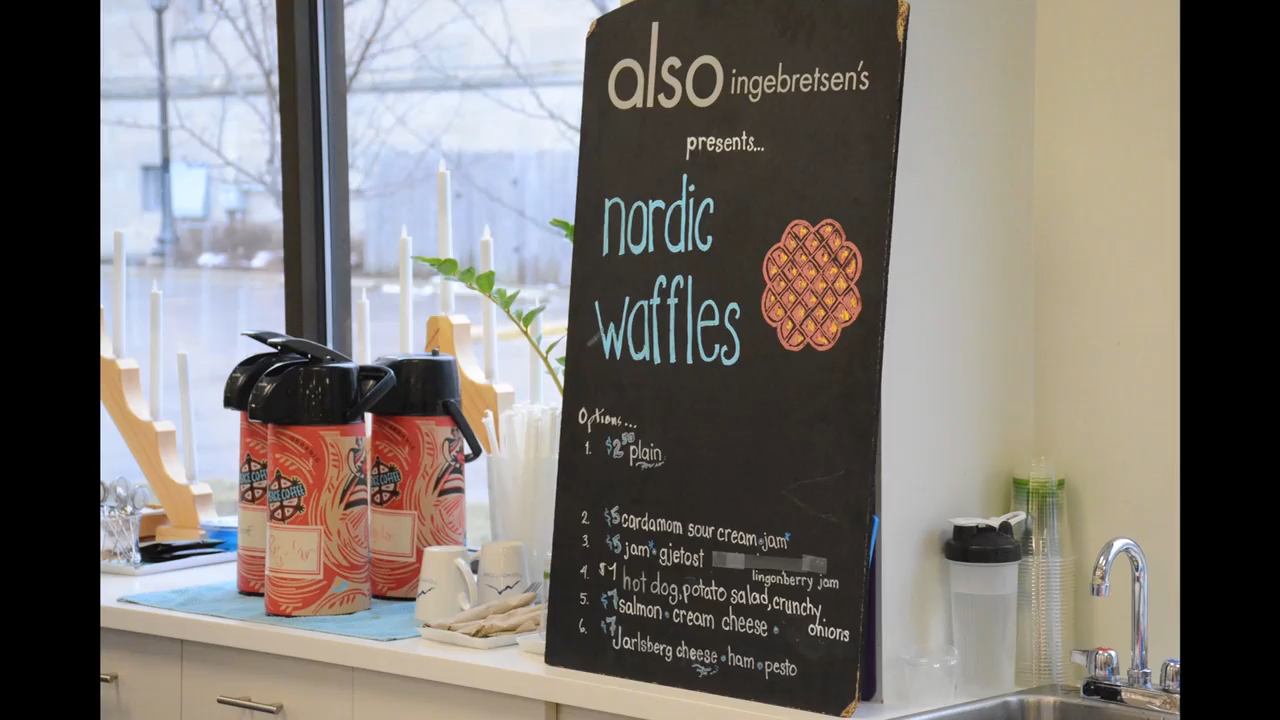 also ingebretsen's
presents...
nordic
waffles
Options...
1. $2⁵⁰ plain
2. $5 cardamom sour cream•jam*
3. $5 jam*•gjetost
lingonberry jam
4. $7 hot dog, potato salad, crunchy
onions
5. $7 salmon•cream cheese•
6. $7 Jarlsberg cheese•ham•pesto